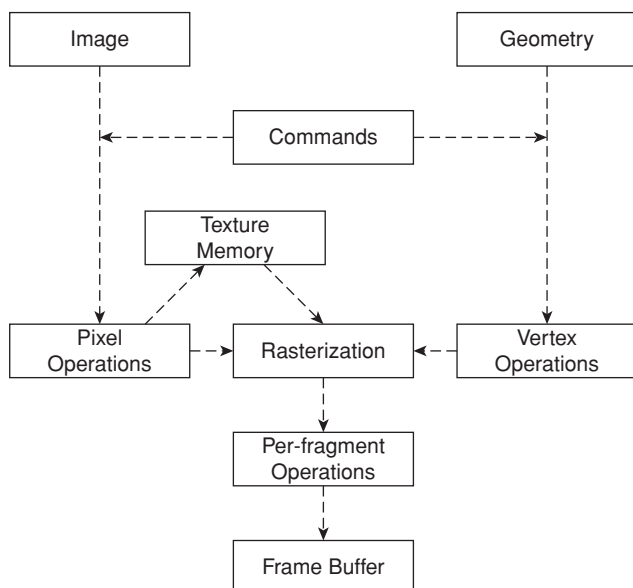 Image
Geometry
Commands
Texture
Memory
Pixel
Operations
Rasterization
Vertex
Operations
Per-fragment
Operations
Frame Buffer